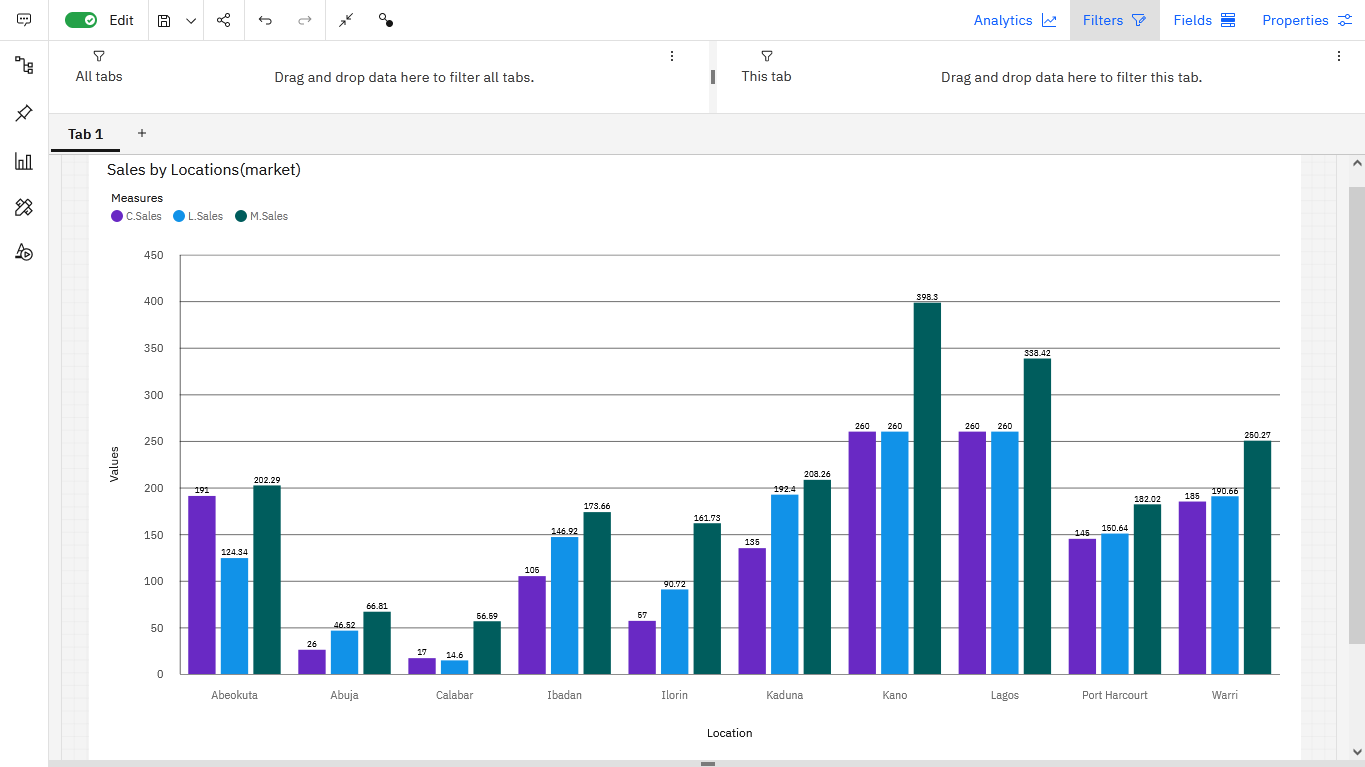 Edit Analytics Filters Fields Properties
All tabs Drag and drop data here to filter all tabs. This tab Drag and drop data here to filter this tab.
Tab 1 +
Sales by Locations(market)
Measures
C.Sales L.Sales M.Sales
450
400
350
300
250
200
150
100
50
0
Values
191 124.34 202.29
26 46.52 66.81
17 14.6 56.59
105 146.92 173.66
57 90.72 161.73
135 192.4 208.26
260 260 398.3
260 260 338.42
145 150.64 182.02
185 190.66 250.27
Abeokuta Abuja Calabar Ibadan Ilorin Kaduna Kano Lagos Port Harcourt Warri
Location